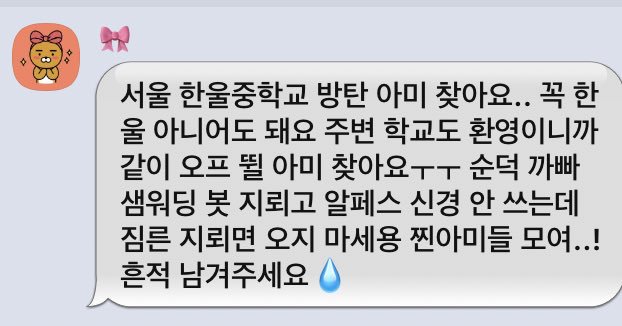 서울 한울중학교 방탄 아미 찾아요.. 꼭 한
울 아니어도 돼요 주변 학교도 환영이니까
같이 오프 뛸 아미 찾아요ㅜㅜ 순덕 까빠
샘워딩 봇 지뢰고 알페스 신경 안 쓰는데
짐른 지뢰면 오지 마세용 찐아미들 모여..!
흔적 남겨주세요 💧